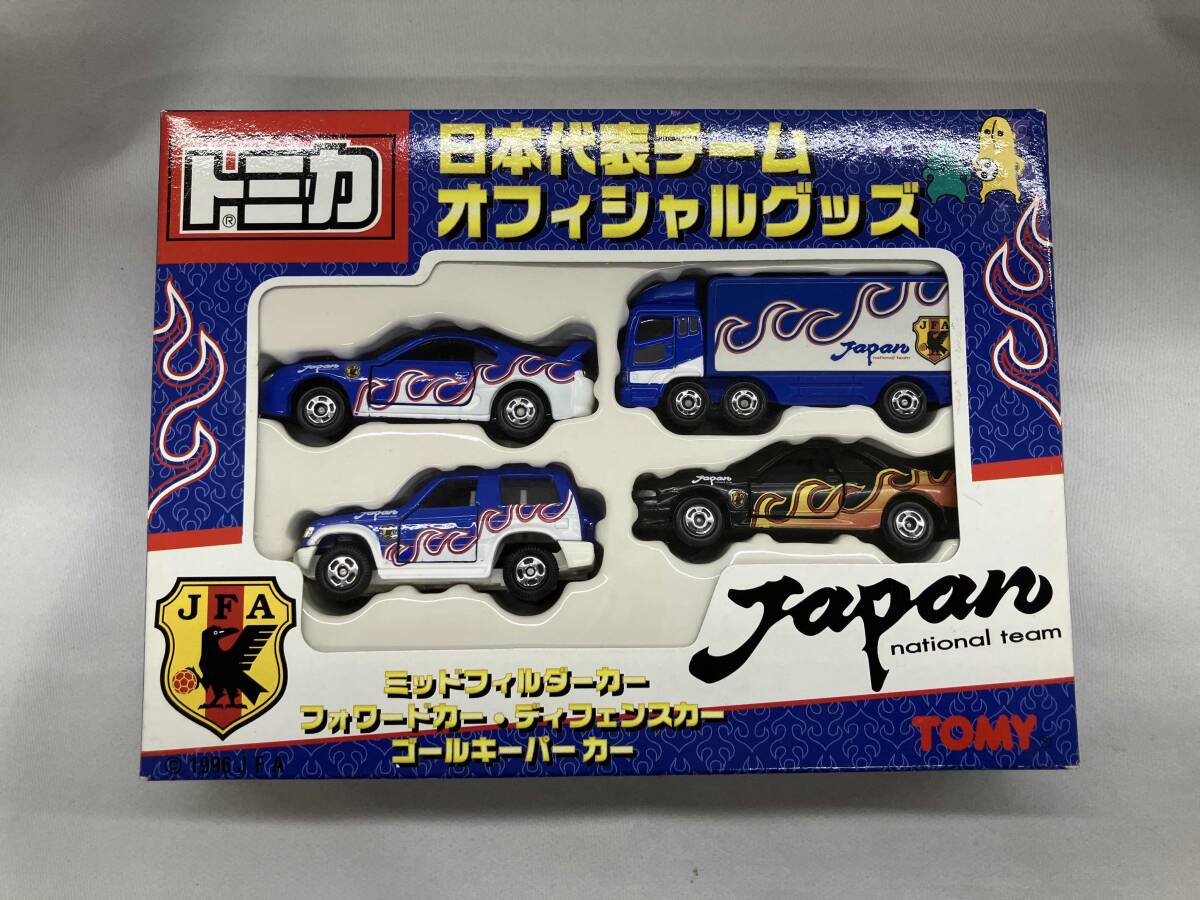 トミカ
®
日本代表チーム
オフィシャルグッズ
Japan
Japan
national team
JFA
Japan
Japan
JFA
Japan
national team
ミッドフィルダーカー
フォワードカー・ディフェンスカー
ゴールキーパーカー
TOMY
© 1996 J F A